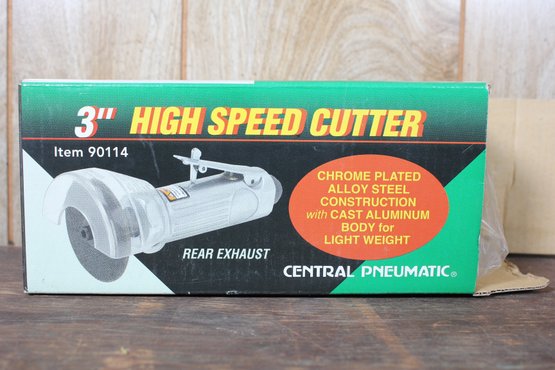 3" HIGH SPEED CUTTER
Item 90114
CHROME PLATED
ALLOY STEEL
CONSTRUCTION
with CAST ALUMINUM
BODY for
LIGHT WEIGHT
REAR EXHAUST
CENTRAL PNEUMATIC®